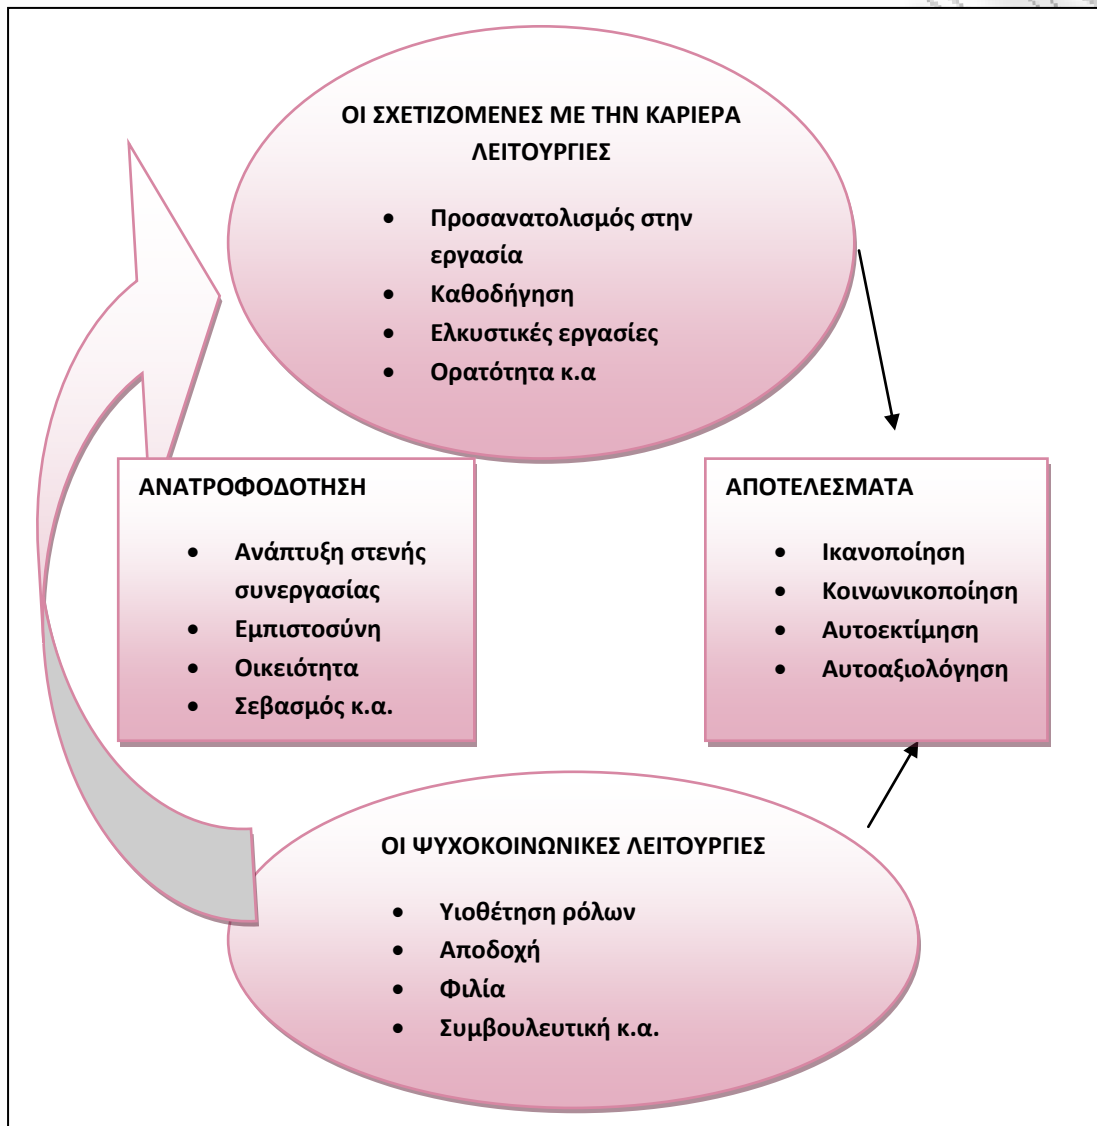 ΟΙ ΣΧΕΤΙΖΟΜΕΝΕΣ ΜΕ ΤΗΝ ΚΑΡΙΕΡΑ
ΛΕΙΤΟΥΡΓΙΕΣ
• Προσανατολισμός στην
εργασία
• Καθοδήγηση
• Ελκυστικές εργασίες
• Ορατότητα κ.α
ΑΝΑΤΡΟΦΟΔΟΤΗΣΗ
• Ανάπτυξη στενής
συνεργασίας
• Εμπιστοσύνη
• Οικειότητα
• Σεβασμός κ.α.
ΑΠΟΤΕΛΕΣΜΑΤΑ
• Ικανοποίηση
• Κοινωνικοποίηση
• Αυτοεκτίμηση
• Αυτοαξιολόγηση
ΟΙ ΨΥΧΟΚΟΙΝΩΝΙΚΕΣ ΛΕΙΤΟΥΡΓΙΕΣ
• Υιοθέτηση ρόλων
• Αποδοχή
• Φιλία
• Συμβουλευτική κ.α.